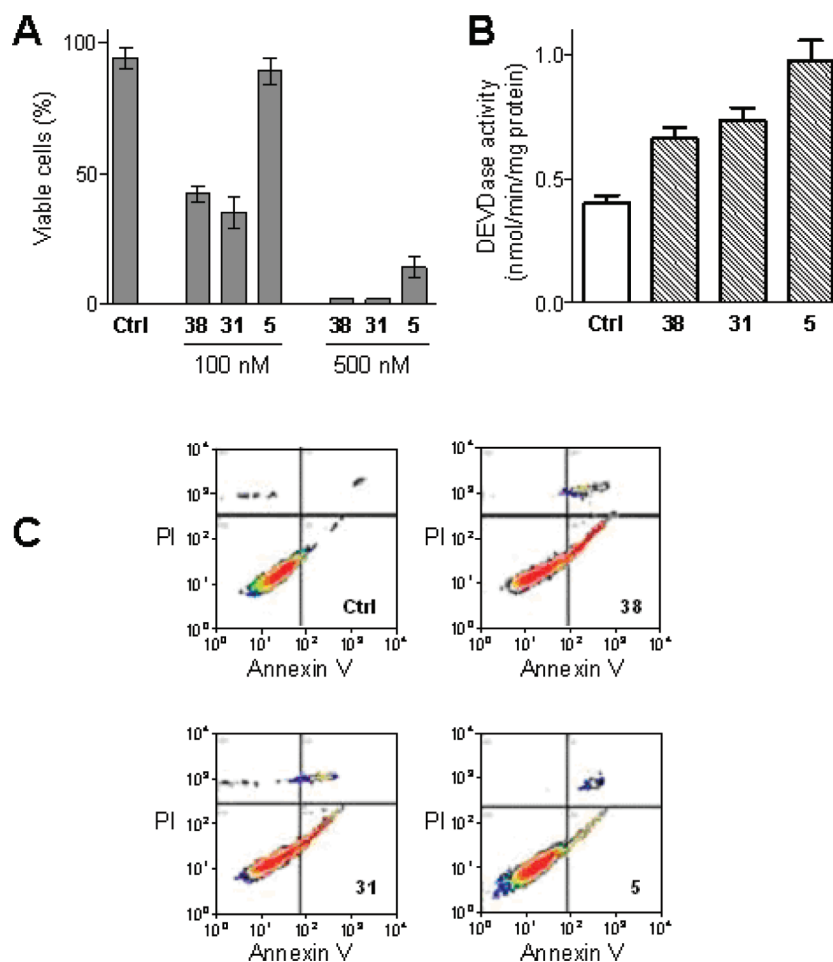 A
Viable cells (%)
100
50
0
Ctrl 38 31 5 38 31 5
100 nM 500 nM
B
DEVDase activity
(nmol/min/mg protein)
1.0
0.5
0.0
Ctrl 38 31 5
C
PI
10⁴
10³
10²
10¹
10⁰
Ctrl
10⁰ 10¹ 10² 10³ 10⁴
Annexin V
PI
10⁴
10³
10²
10¹
10⁰
38
10⁰ 10¹ 10² 10³ 10⁴
Annexin V
PI
10⁴
10³
10²
10¹
10⁰
31
10⁰ 10¹ 10² 10³ 10⁴
Annexin V
PI
10⁴
10³
10²
10¹
10⁰
5
10⁰ 10¹ 10² 10³ 10⁴
Annexin V